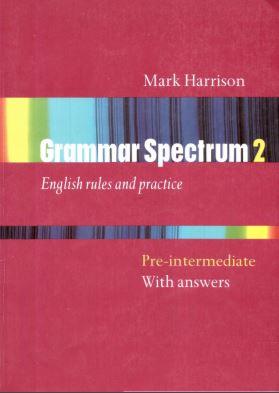 Mark Harrison
Grammar Spectrum 2
English rules and practice
Pre-intermediate
With answers